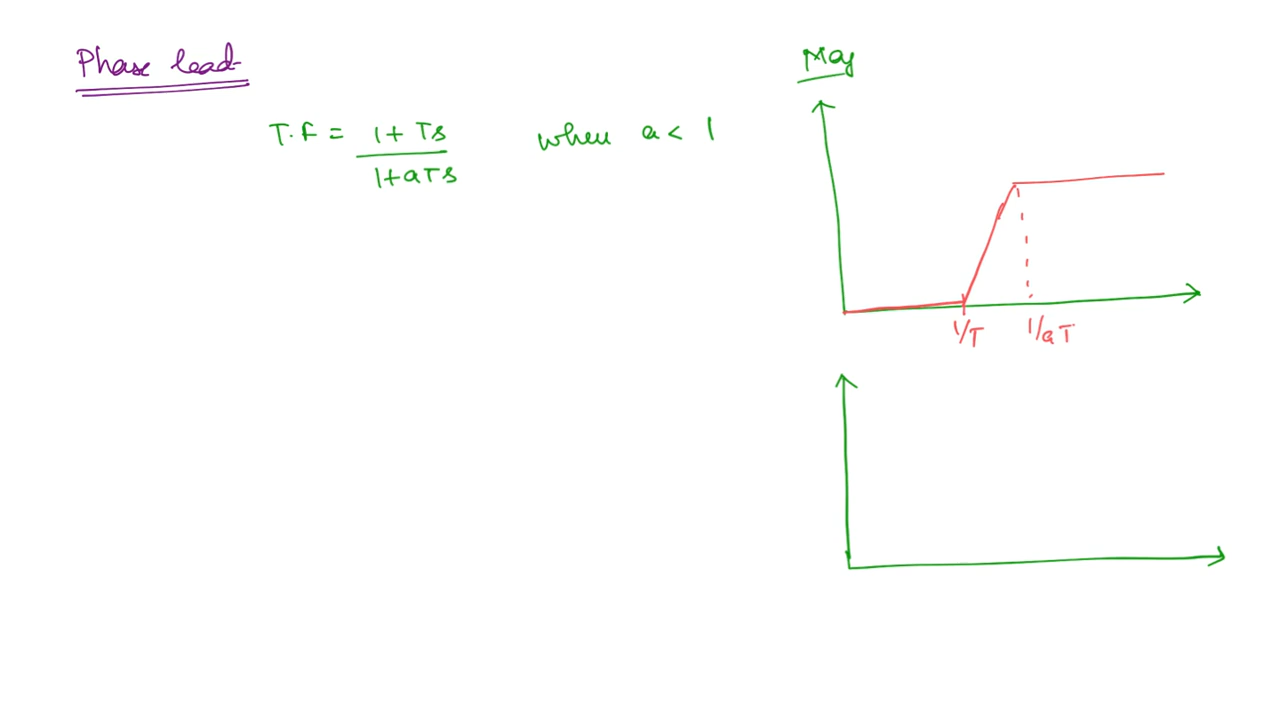 Phase lead
T.F = 1 + Ts when a < 1
1+aTs
Mag
1/T 1/aT